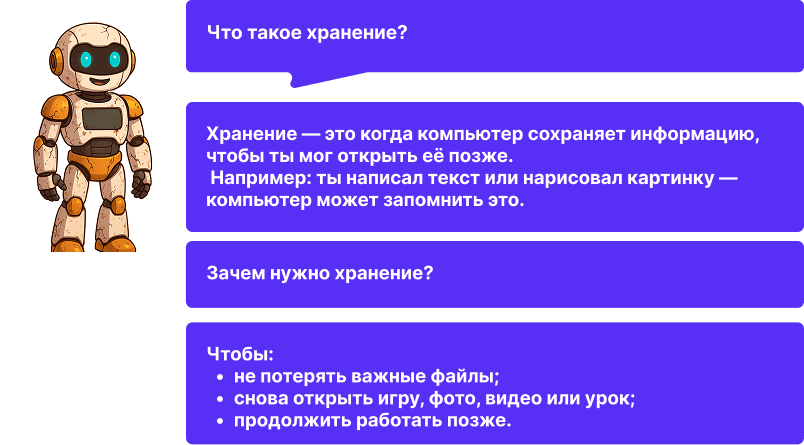 Что такое хранение?
Хранение — это когда компьютер сохраняет информацию,
чтобы ты мог открыть её позже.
Например: ты написал текст или нарисовал картинку —
компьютер может запомнить это.
Зачем нужно хранение?
Чтобы:
• не потерять важные файлы;
• снова открыть игру, фото, видео или урок;
• продолжить работать позже.